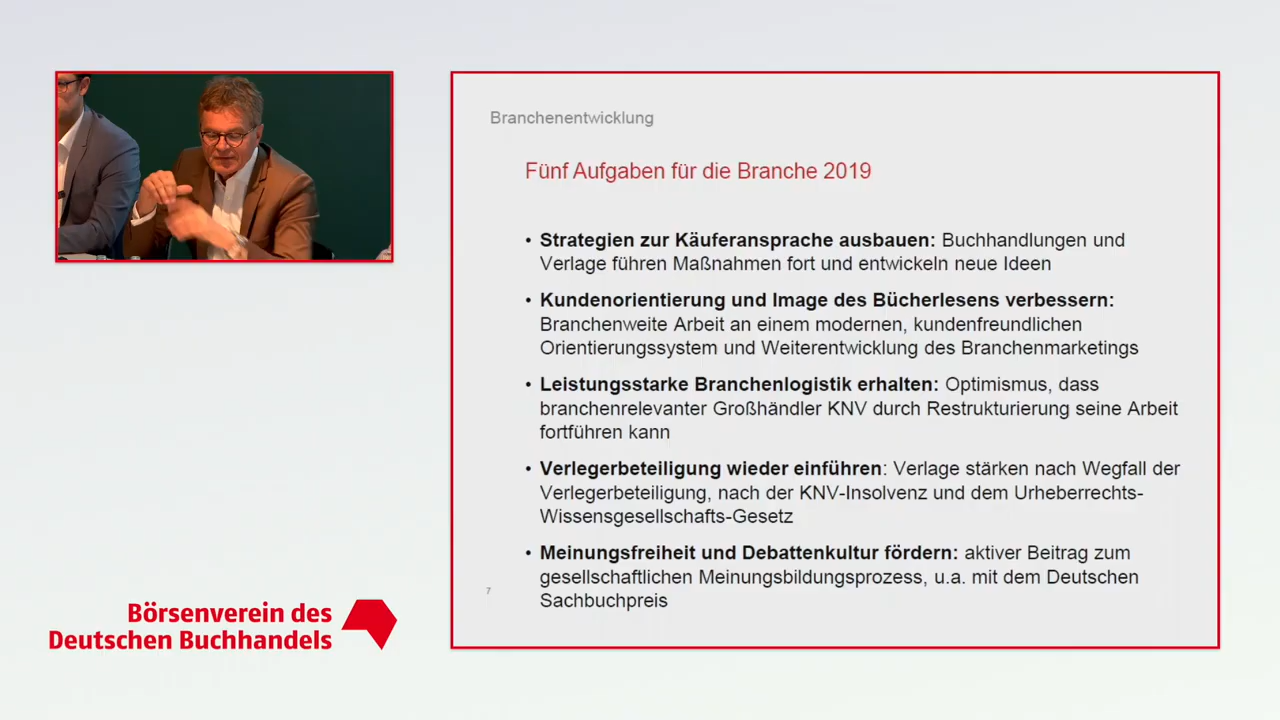 Branchenentwicklung
Fünf Aufgaben für die Branche 2019
• Strategien zur Käuferansprache ausbauen: Buchhandlungen und
Verlage führen Maßnahmen fort und entwickeln neue Ideen
• Kundenorientierung und Image des Bücherlesens verbessern:
Branchenweite Arbeit an einem modernen, kundenfreundlichen
Orientierungssystem und Weiterentwicklung des Branchenmarketings
• Leistungsstarke Branchenlogistik erhalten: Optimismus, dass
branchenrelevanter Großhändler KNV durch Restrukturierung seine Arbeit
fortführen kann
• Verlegerbeteiligung wieder einführen: Verlage stärken nach Wegfall der
Verlegerbeteiligung, nach der KNV-Insolvenz und dem Urheberrechts-
Wissensgesellschafts-Gesetz
• Meinungsfreiheit und Debattenkultur fördern: aktiver Beitrag zum
gesellschaftlichen Meinungsbildungsprozess, u.a. mit dem Deutschen
Sachbuchpreis
7
Börsenverein des
Deutschen Buchhandels